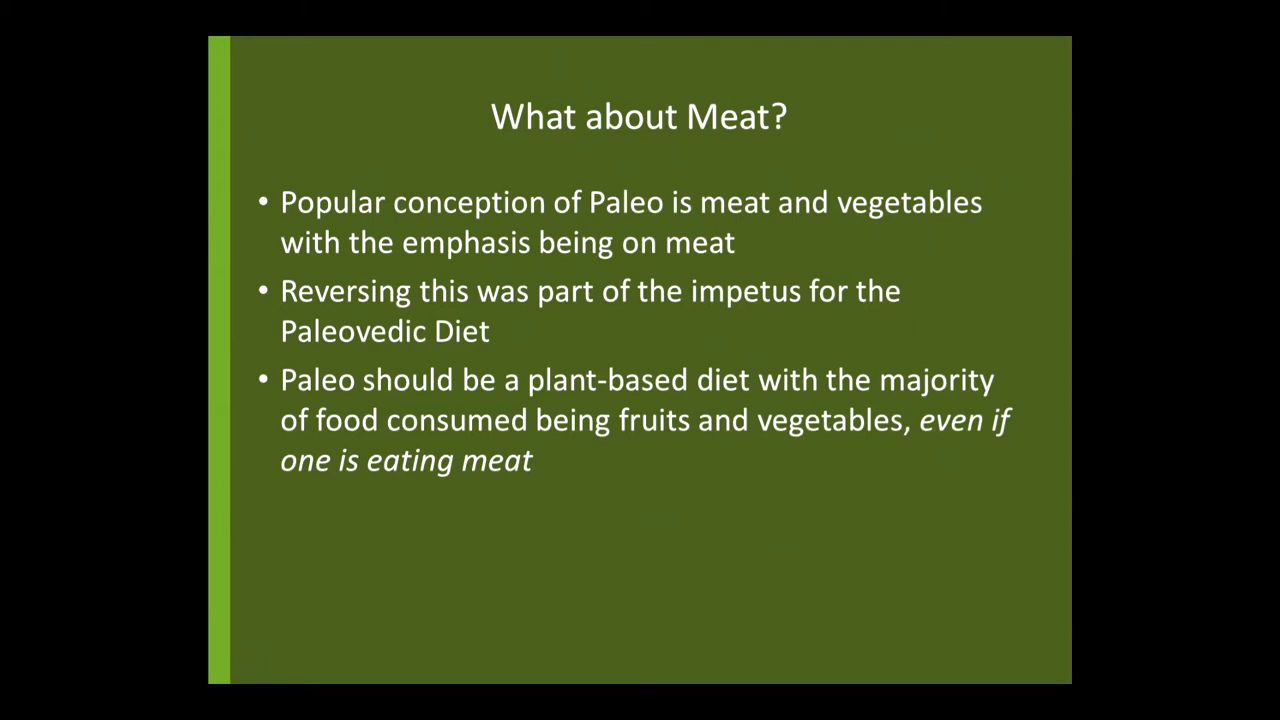 What about Meat?
• Popular conception of Paleo is meat and vegetables
with the emphasis being on meat
• Reversing this was part of the impetus for the
Paleovedic Diet
• Paleo should be a plant-based diet with the majority
of food consumed being fruits and vegetables, even if
one is eating meat